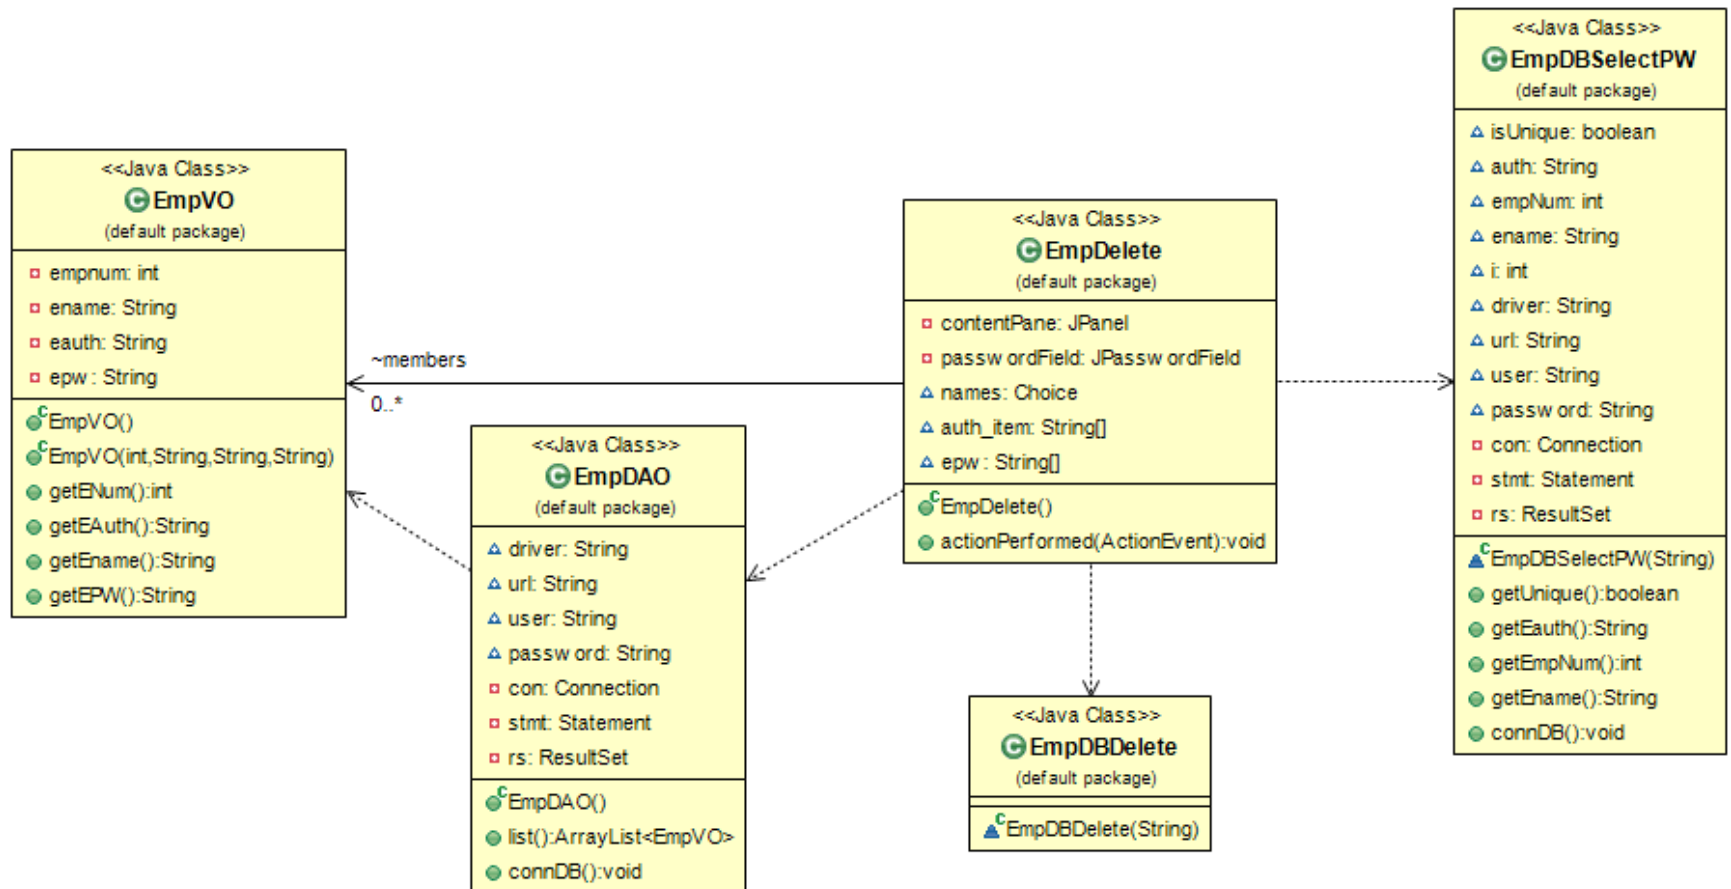 <<Java Class>>
EmpVO
(default package)
empnum: int
ename: String
eauth: String
epw: String
EmpVO()
EmpVO(int,String,String,String)
getENum():int
getEAuth():String
getEname():String
getEPW():String
~members
0..*
<<Java Class>>
EmpDAO
(default package)
driver: String
url: String
user: String
password: String
con: Connection
stmt: Statement
rs: ResultSet
EmpDAO()
list():ArrayList<EmpVO>
connDB():void
<<Java Class>>
EmpDelete
(default package)
contentPane: JPanel
passwordField: JPasswordField
names: Choice
auth_item: String[]
epw: String[]
EmpDelete()
actionPerformed(ActionEvent):void
<<Java Class>>
EmpDBDelete
(default package)
EmpDBDelete(String)
<<Java Class>>
EmpDBSelectPW
(default package)
isUnique: boolean
auth: String
empNum: int
ename: String
i: int
driver: String
url: String
user: String
password: String
con: Connection
stmt: Statement
rs: ResultSet
EmpDBSelectPW(String)
getUnique():boolean
getEauth():String
getEmpNum():int
getEname():String
connDB():void